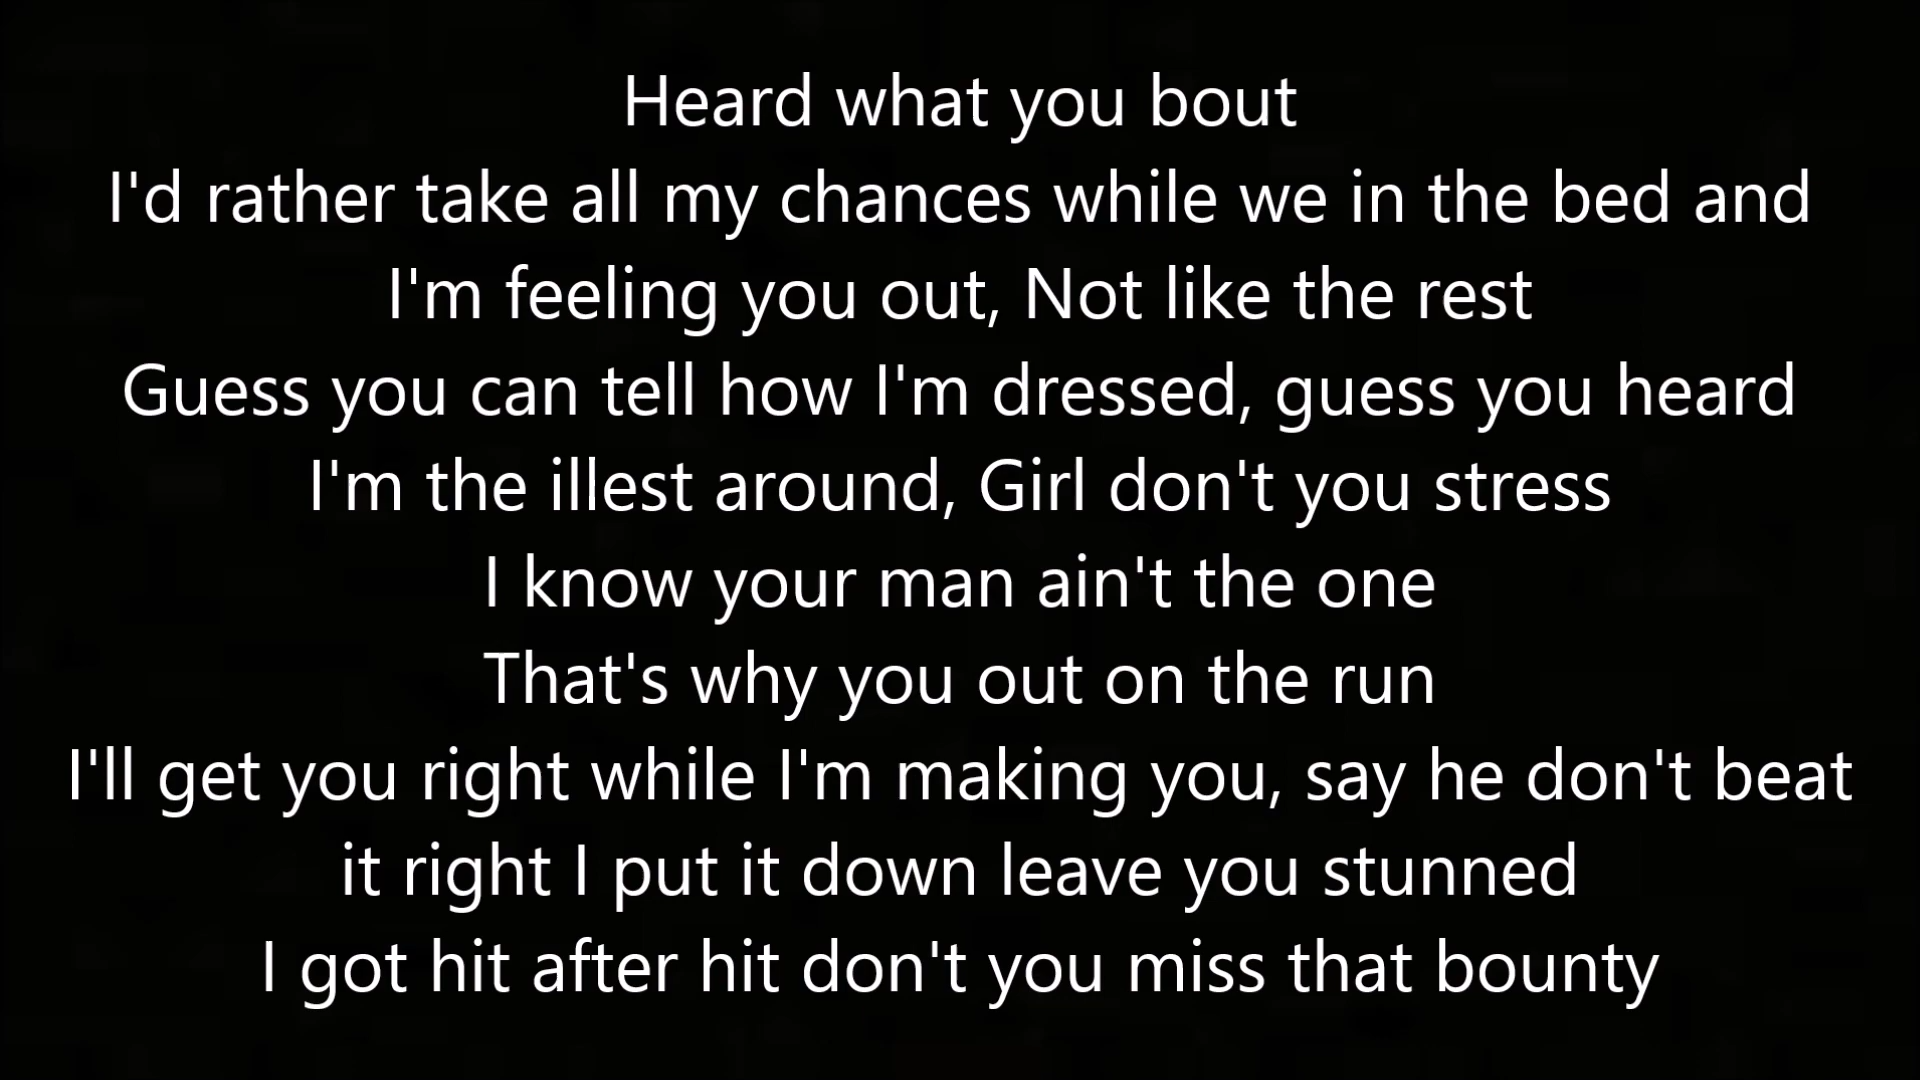 Heard what you bout
I'd rather take all my chances while we in the bed and
I'm feeling you out, Not like the rest
Guess you can tell how I'm dressed, guess you heard
I'm the illest around, Girl don't you stress
I know your man ain't the one
That's why you out on the run
I'll get you right while I'm making you, say he don't beat
it right I put it down leave you stunned
I got hit after hit don't you miss that bounty